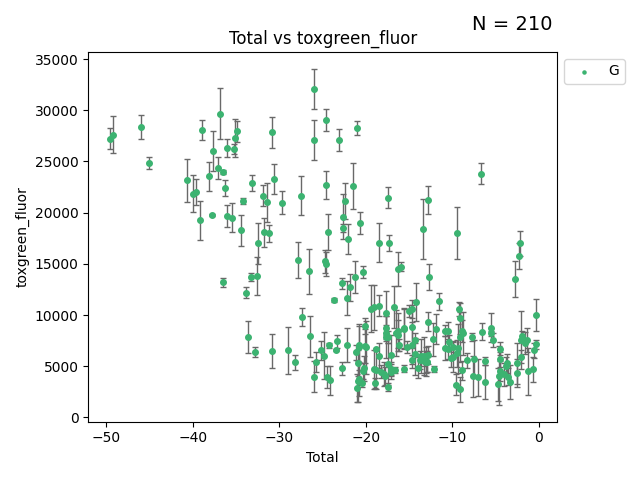 N = 210
Total vs toxgreen_fluor
G
toxgreen_fluor
35000
30000
25000
20000
15000
10000
5000
0
−50 −40 −30 −20 −10 0
Total